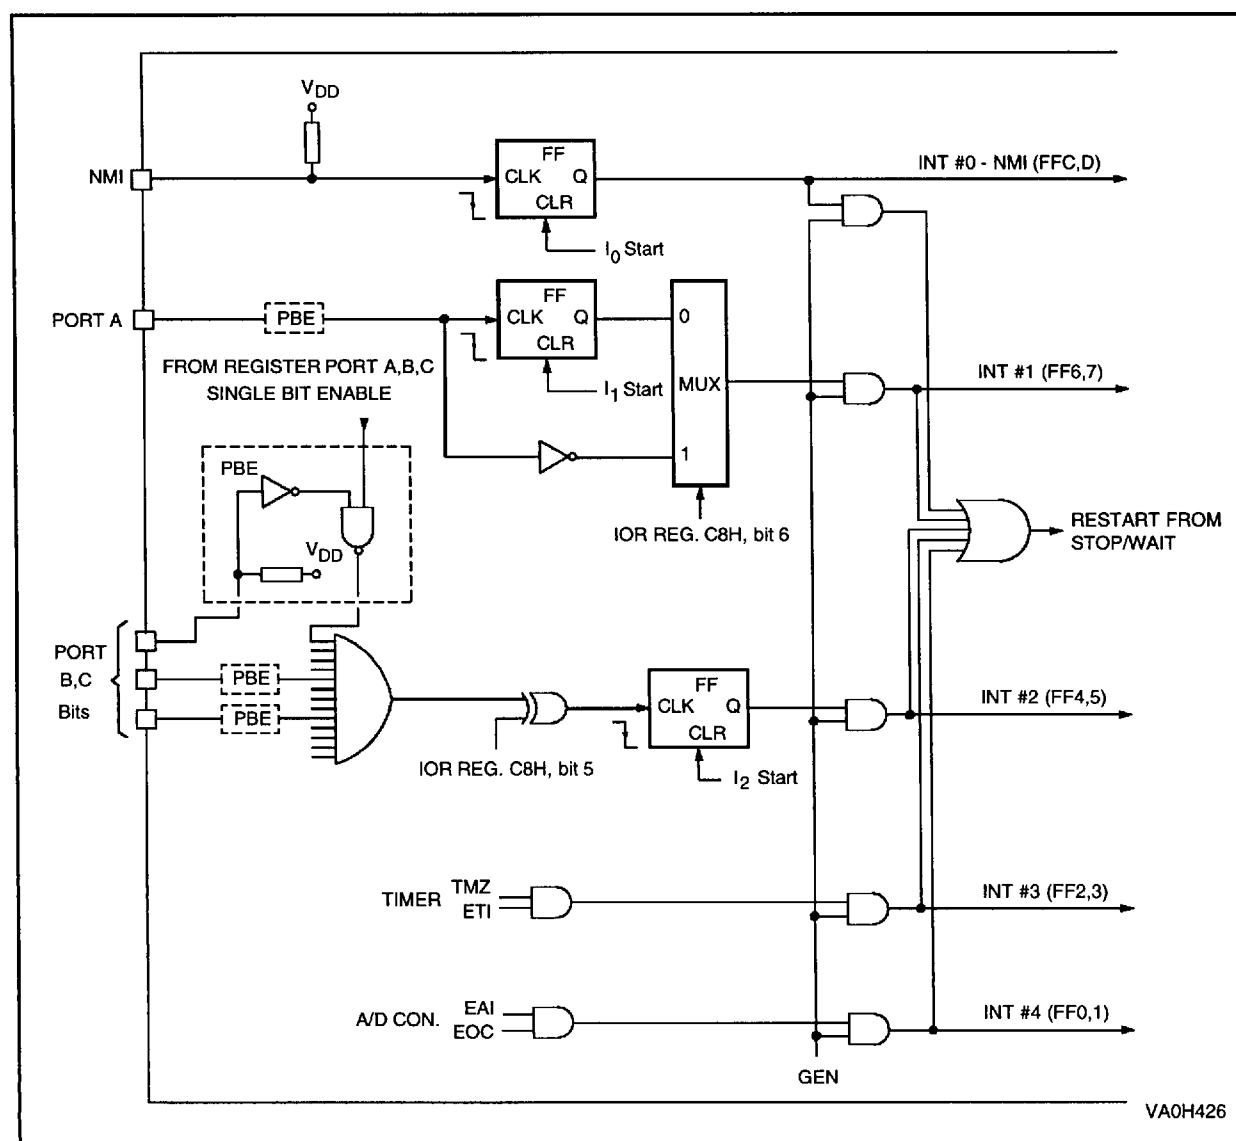 VDD
NMI
FF
CLK Q
CLR
I0 Start
INT #0 - NMI (FFC,D)
PORT A
PBE
FF
CLK Q
CLR
I1 Start
0
MUX
1
IOR REG. C8H, bit 6
INT #1 (FF6,7)
FROM REGISTER PORT A,B,C
SINGLE BIT ENABLE
PBE
VDD
RESTART FROM
STOP/WAIT
PORT
B,C
Bits
PBE
PBE
IOR REG. C8H, bit 5
FF
CLK Q
CLR
I2 Start
INT #2 (FF4,5)
TIMER
TMZ
ETI
INT #3 (FF2,3)
A/D CON.
EAI
EOC
INT #4 (FF0,1)
GEN
VA0H426